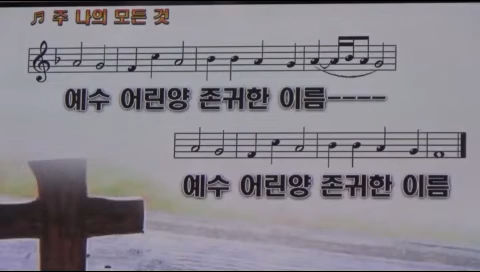 ♬ 주 나의 모든 것
예수 어린양 존귀한 이름----
예수 어린양 존귀한 이름